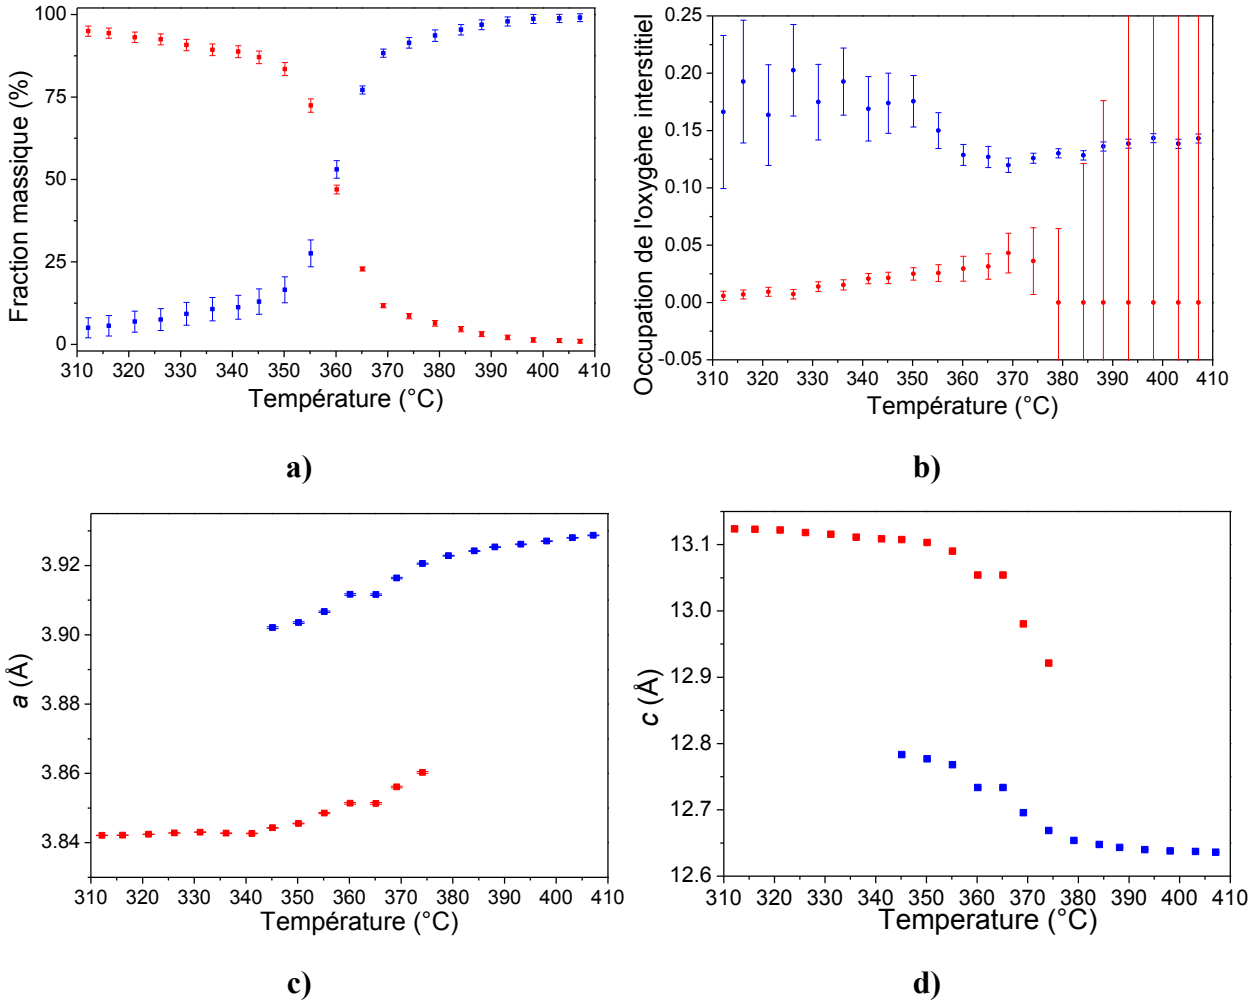 100
75
50
25
0
310 320 330 340 350 360 370 380 390 400 410
Fraction massique (%)
Température (°C)
a)
0.25
0.20
0.15
0.10
0.05
0.00
-0.05
310 320 330 340 350 360 370 380 390 400 410
Occupation de l'oxygène interstitiel
Température (°C)
b)
3.92
3.90
3.88
3.86
3.84
310 320 330 340 350 360 370 380 390 400 410
a (Å)
Température (°C)
c)
13.1
13.0
12.9
12.8
12.7
12.6
310 320 330 340 350 360 370 380 390 400 410
c (Å)
Temperature (°C)
d)